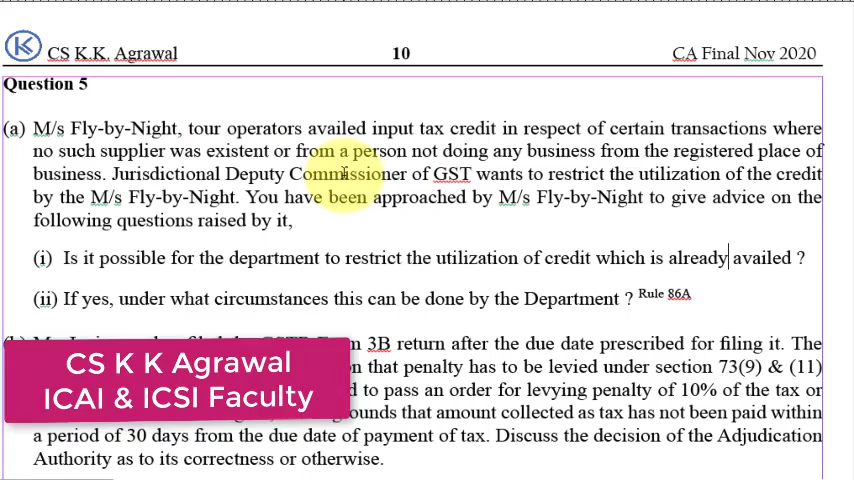 CS K.K. Agrawal 10 CA Final Nov 2020
Question 5
(a) M/s Fly-by-Night, tour operators availed input tax credit in respect of certain transactions where
no such supplier was existent or from a person not doing any business from the registered place of
business. Jurisdictional Deputy Commissioner of GST wants to restrict the utilization of the credit
by the M/s Fly-by-Night. You have been approached by M/s Fly-by-Night to give advice on the
following questions raised by it,
(i) Is it possible for the department to restrict the utilization of credit which is already availed ?
(ii) If yes, under what circumstances this can be done by the Department ? Rule 86A
3B return after the due date prescribed for filing it. The
that penalty has to be levied under section 73(9) & (11)
d to pass an order for levying penalty of 10% of the tax or
ounds that amount collected as tax has not been paid within
a period of 30 days from the due date of payment of tax. Discuss the decision of the Adjudication
Authority as to its correctness or otherwise.
CS K K Agrawal
ICAI & ICSI Faculty